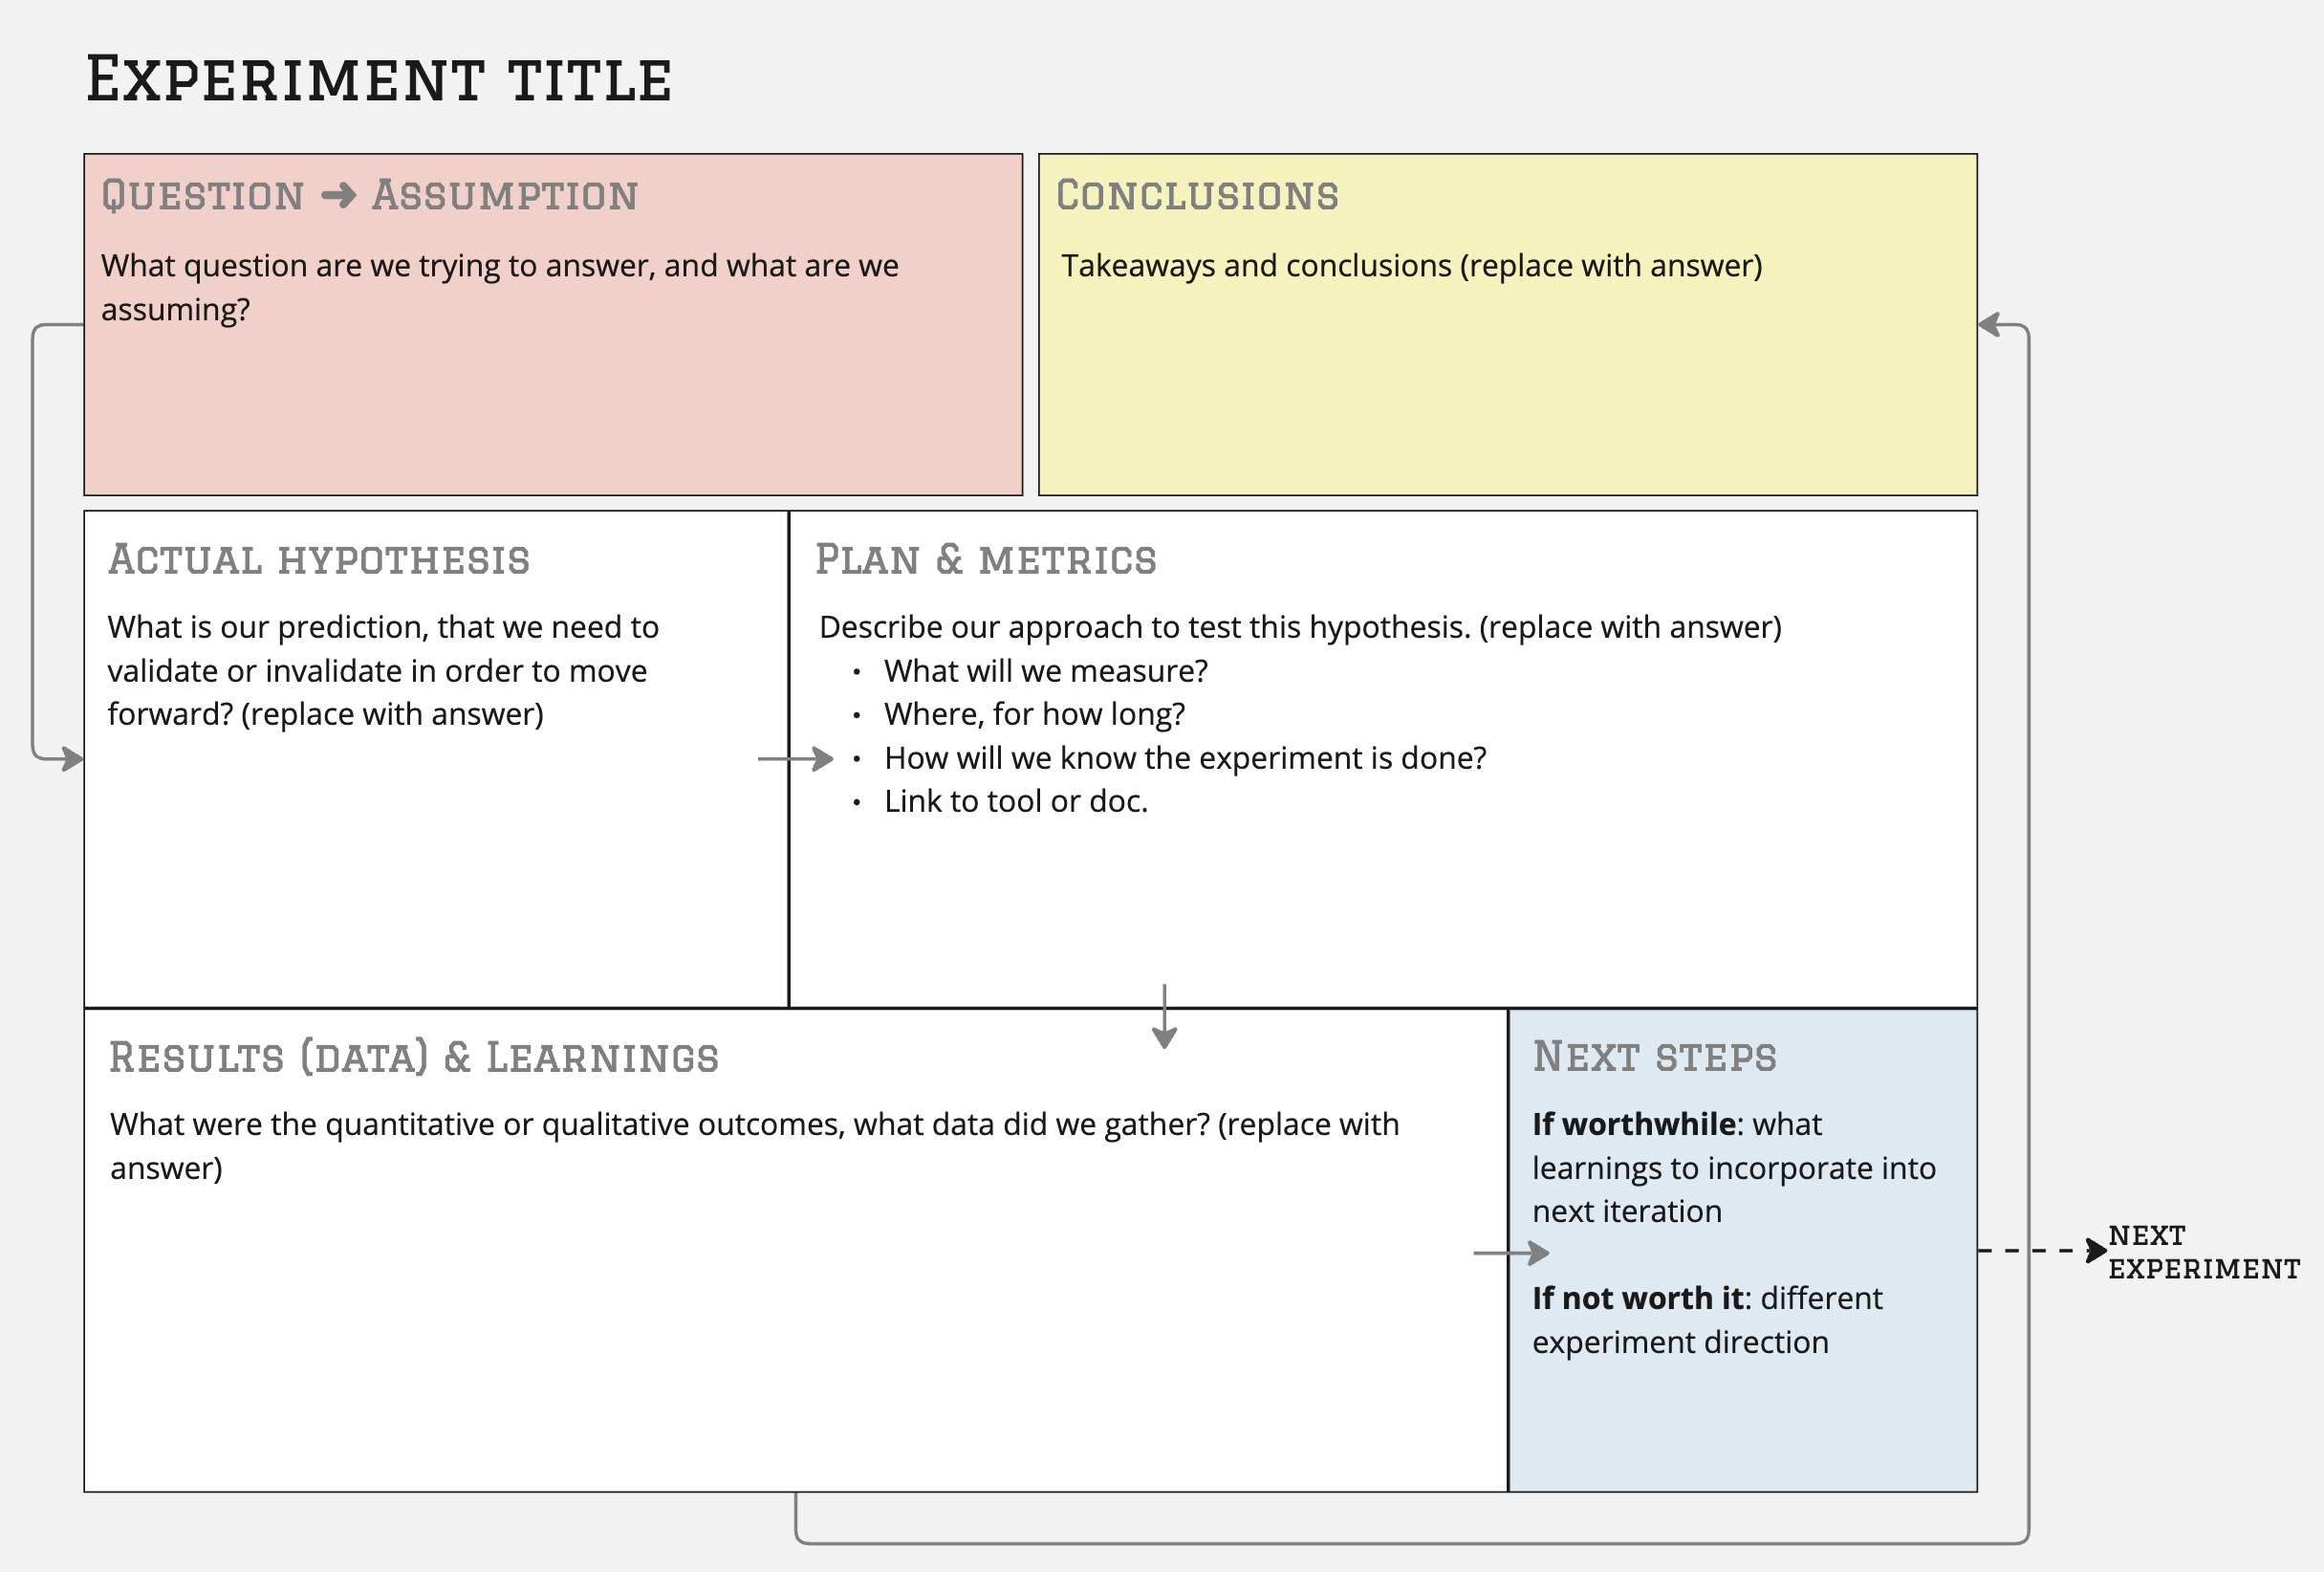 Experiment title
Question → Assumption
What question are we trying to answer, and what are we
assuming?
Conclusions
Takeaways and conclusions (replace with answer)
Actual hypothesis
What is our prediction, that we need to
validate or invalidate in order to move
forward? (replace with answer)
Plan & metrics
Describe our approach to test this hypothesis. (replace with answer)
• What will we measure?
• Where, for how long?
• How will we know the experiment is done?
• Link to tool or doc.
Results (data) & Learnings
What were the quantitative or qualitative outcomes, what data did we gather? (replace with
answer)
Next steps
If worthwhile: what
learnings to incorporate into
next iteration
If not worth it: different
experiment direction
next
experiment